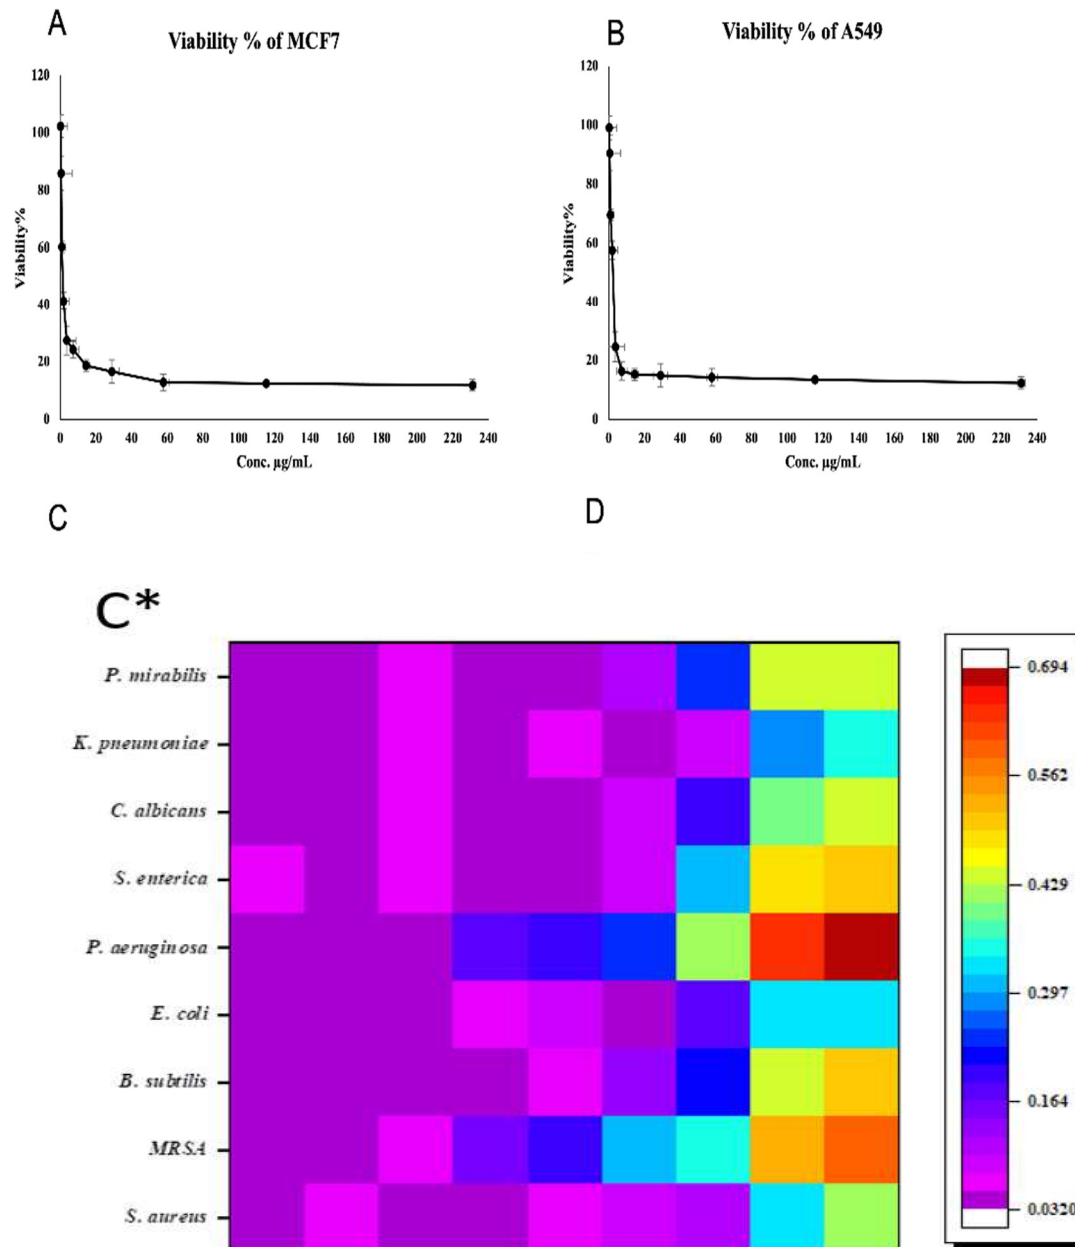 A
Viability % of MCF7
120
100
80
60
40
20
0
Viability%
0 20 40 60 80 100 120 140 160 180 200 220 240
Conc. µg/mL
B
Viability % of A549
120
100
80
60
40
20
0
Viability%
0 20 40 60 80 100 120 140 160 180 200 220 240
Conc. µg/mL
C
D
C*
P. mirabilis
K. pneumoniae
C. albicans
S. enterica
P. aeruginosa
E. coli
B. subtilis
MRSA
S. aureus
0.694
0.562
0.429
0.297
0.164
0.0320